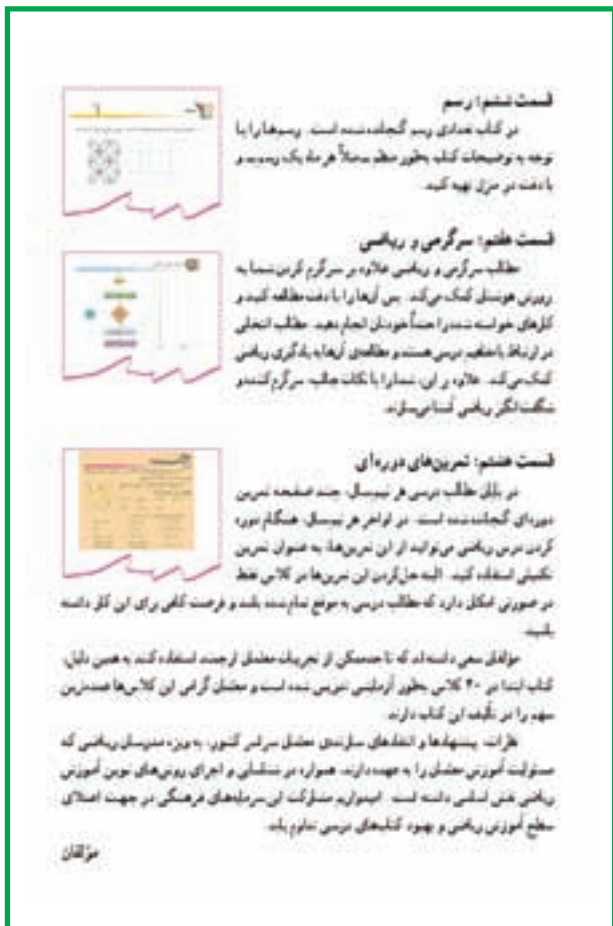 قسمت ششم: رسم
در کتاب تعدادی رسم گنجانده شده است. رسم‌ها را با
توجه به توضیحات کتاب بطور منظم مثلاً هر ماه یک رسم و
با دقت در منزل تهیه کنید.
قسمت هفتم: سرگرمی و ریاضی
مطالب سرگرمی و ریاضی علاوه بر سرگرم کردن شما به
پرورش هوشتان کمک می‌کند. پس آن‌ها را با دقت مطالعه کنید و
کارهای خواسته شده را حتماً خودتان انجام دهید. مطالب انتخابی
در ارتباط با مفاهیم درسی هستند و مطالعه‌ی آن‌ها به یادگیری ریاضی
کمک می‌کند. علاوه بر این، شما را با نکات جالب، سرگرم کننده و
شگفت انگیز ریاضی آشنا می‌سازند.
قسمت هشتم: تمرین‌های دوره‌ای
در پایان مطالب درسی هر نیم‌سال، چند صفحه تمرین
دوره‌ای گنجانده شده است. در اواخر هر نیم‌سال، هنگام دوره
کردن درس ریاضی می‌توانید از این تمرین‌ها، به عنوان تمرین
تکمیلی استفاده کنید. البته حل کردن این تمرین‌ها در کلاس فقط
در صورتی امکان دارد که مطالب درسی به موقع تمام شده باشد و فرصت کافی برای این کار داشته
باشید.
مؤلفان سعی داشته‌اند که تا حد ممکن از تجربیات معلمان ارجمند استفاده کنند به همین دلیل،
کتاب ابتدا در ۴۰ کلاس بطور آزمایشی تدریس شده است و معلمان گرامی این کلاس‌ها عمده‌ترین
سهم را در تألیف این کتاب دارند.
نظرات، پیشنهادها و انتقادهای سازنده‌ی معلمان سراسر کشور، به ویژه مدرسان ریاضی که
مسئولیت آموزش معلمان را به عهده دارند، همواره در شناسایی و اجرای روش‌های نوین آموزش
ریاضی نقش اساسی داشته است. امیدواریم مشارکت این سرمایه‌های فرهنگی در جهت اعتلای
سطح آموزش ریاضی و بهبود کتاب‌های درسی تداوم یابد.
مؤلفان